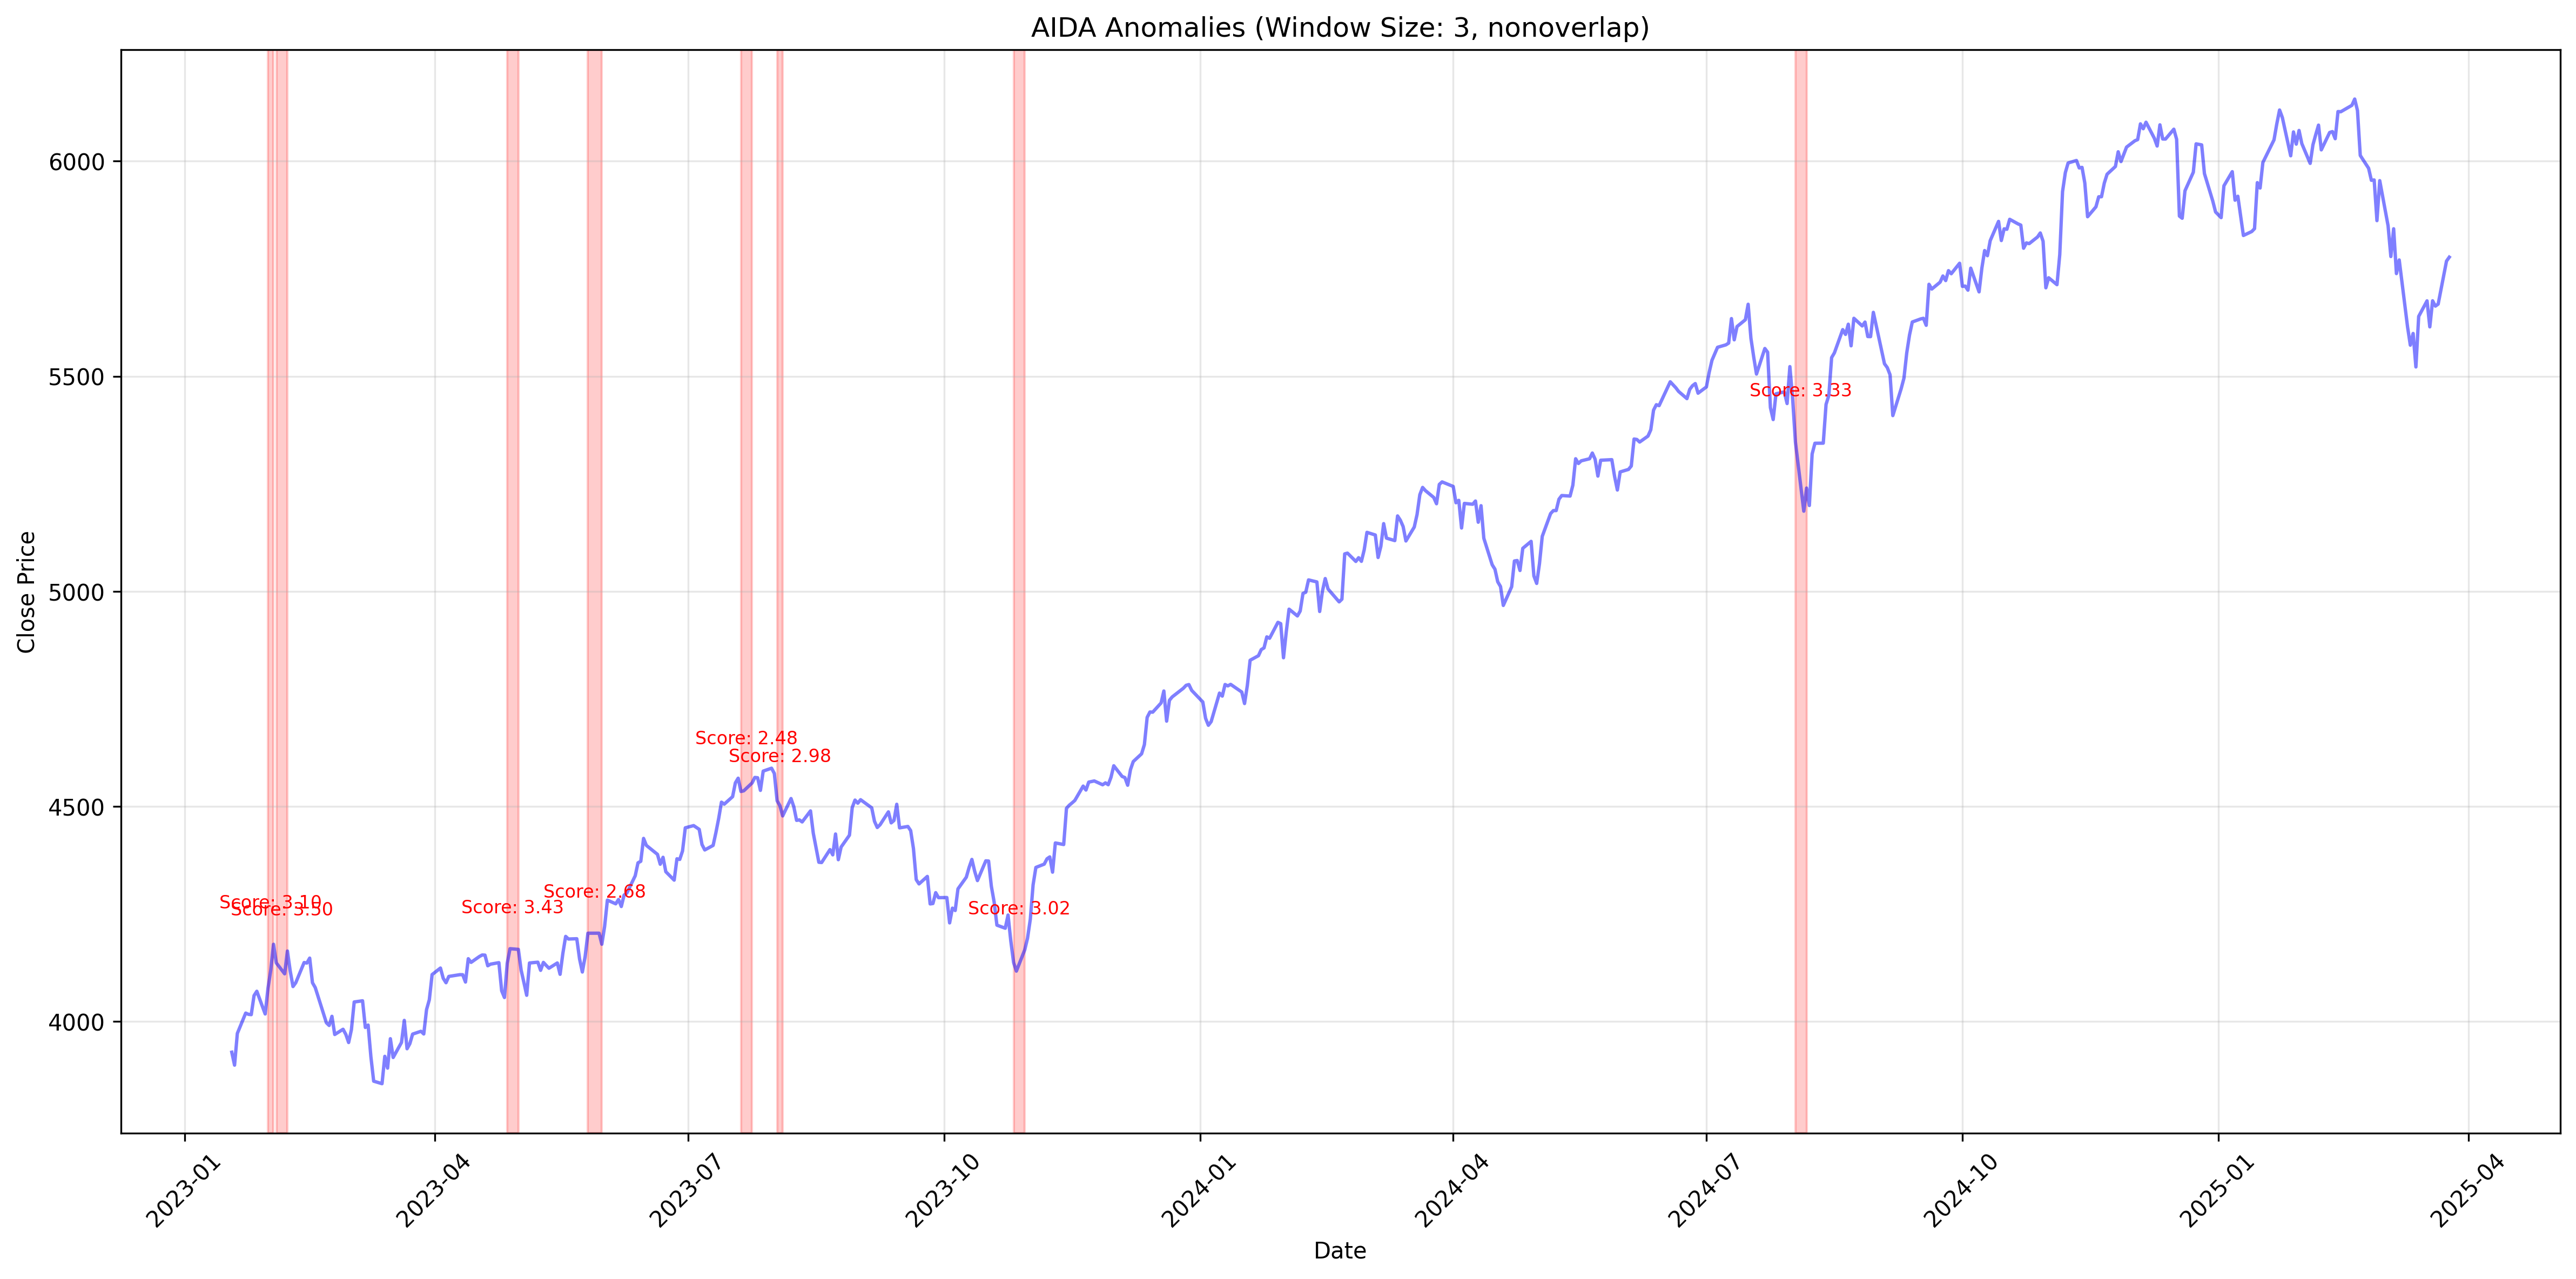 AIDA Anomalies (Window Size: 3, nonoverlap)
Close Price
6000
5500
5000
4500
4000
Score: 3.33
Score: 2.48
Score: 2.98
Score: 2.68
Score: 3.10
Score: 3.50
Score: 3.43
Score: 3.02
2023-01
2023-04
2023-07
2023-10
2024-01
2024-04
2024-07
2024-10
2025-01
2025-04
Date